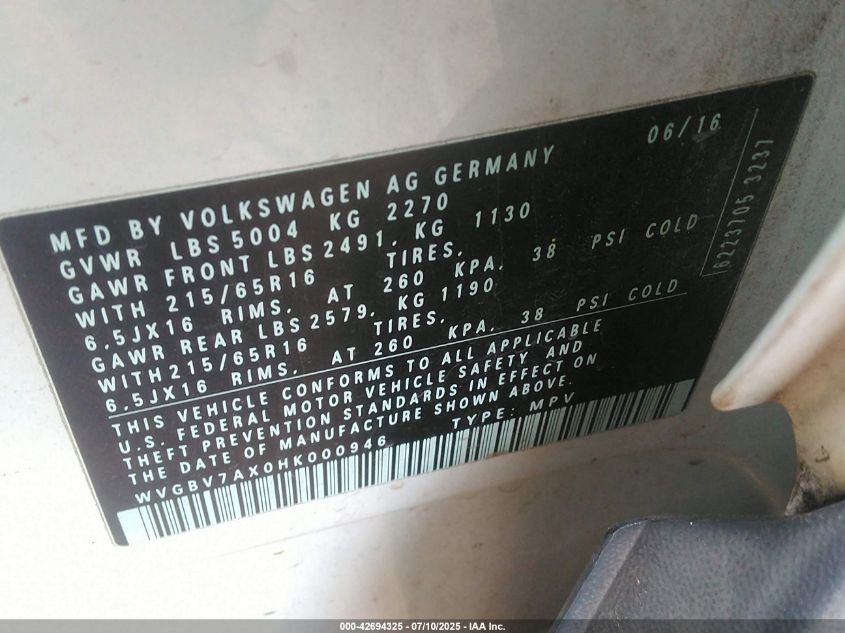 06/16
MFD BY VOLKSWAGEN AG GERMANY
GVWR LBS 5004 KG 2270
GAWR FRONT LBS 2491, KG 1130
WITH 215/65R16 TIRES,
6,5JX16 RIMS, AT 260 KPA, 38 PSI COLD
GAWR REAR LBS 2579, KG 1190
WITH 215/65R16 TIRES,
6,5JX16 RIMS, AT 260 KPA, 38 PSI COLD
THIS VEHICLE CONFORMS TO ALL APPLICABLE
U.S. FEDERAL MOTOR VEHICLE SAFETY AND
THEFT PREVENTION STANDARDS IN EFFECT ON
THE DATE OF MANUFACTURE SHOWN ABOVE.
WVGBV7AX0HK000946 TYPE: MPV
6223705 3237
000-42694325 - 07/10/2025 - IAA Inc.